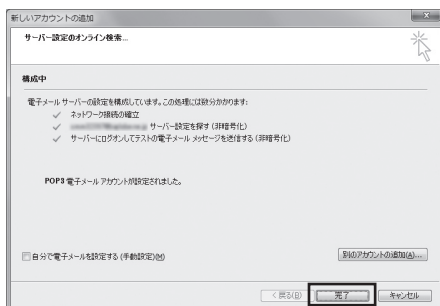 新しいアカウントの追加
サーバー設定のオンライン検索...
構成中
電子メール サーバーの設定を構成しています。この処理には数分かかります:
ネットワーク接続の確立
サーバー設定を探す (非暗号化)
サーバーにログオンしてテストの電子メール メッセージを送信する (非暗号化)
POP3 電子メール アカウントが設定されました。
自分で電子メールを設定する (手動設定)(M)
別のアカウントの追加(A)...
< 戻る(B)
完了
キャンセル